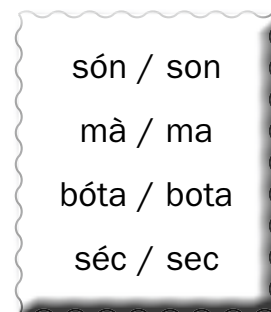 són / son
mà / ma
bóta / bota
séc / sec